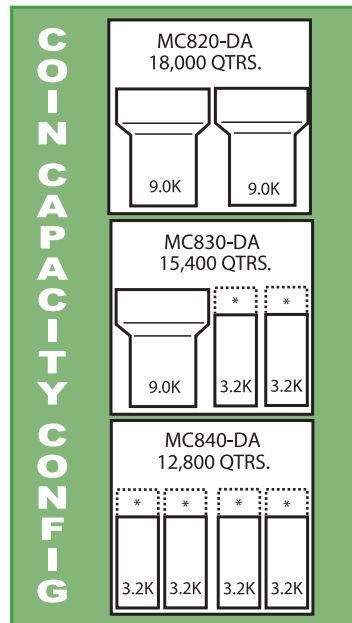 COIN CAPACITY CONFIG
MC820-DA
18,000 QTRS.
9.0K 9.0K
MC830-DA
15,400 QTRS.
* *
9.0K 3.2K 3.2K
MC840-DA
12,800 QTRS.
* * * *
3.2K 3.2K 3.2K 3.2K